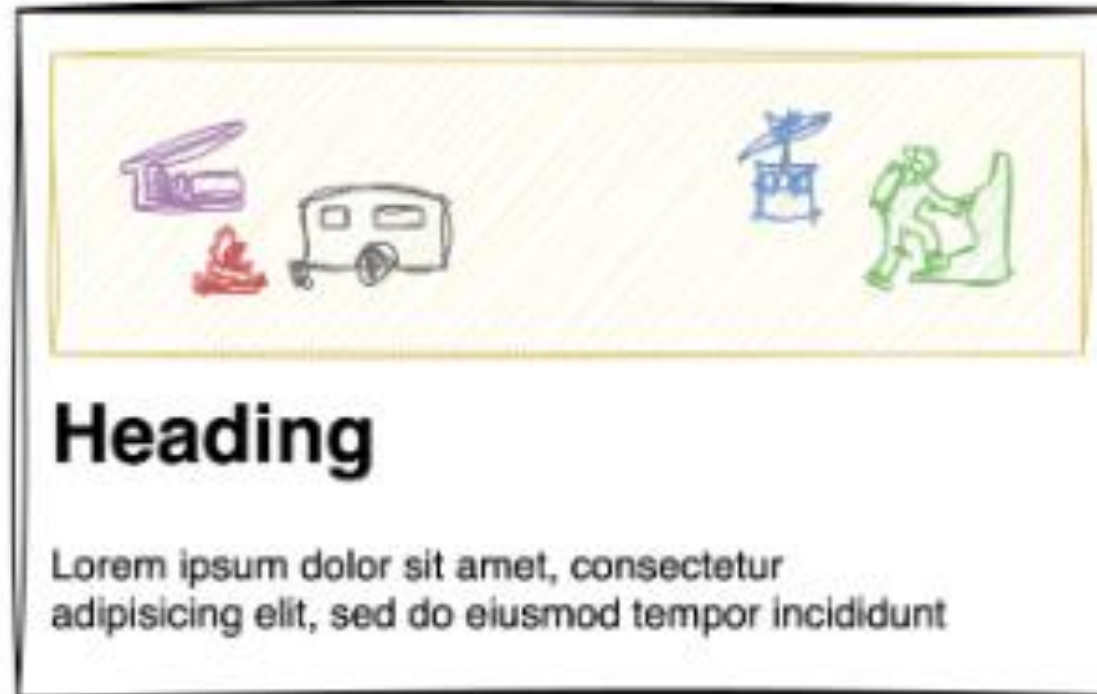 Heading
Lorem ipsum dolor sit amet, consectetur
adipisicing elit, sed do eiusmod tempor incididunt